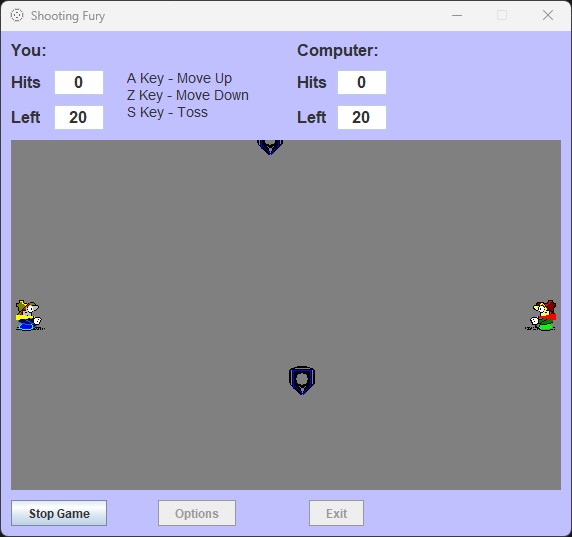 Shooting Fury
You:
Computer:
Hits 0
A Key - Move Up
Z Key - Move Down
S Key - Toss
Hits 0
Left 20
Left 20
Stop Game
Options
Exit